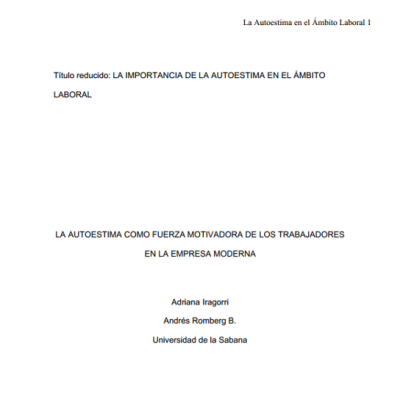 La Autoestima en el Ámbito Laboral 1
Título reducido: LA IMPORTANCIA DE LA AUTOESTIMA EN EL ÁMBITO
LABORAL
LA AUTOESTIMA COMO FUERZA MOTIVADORA DE LOS TRABAJADORES
EN LA EMPRESA MODERNA
Adriana Iragorri
Andrés Romberg B.
Universidad de la Sabana